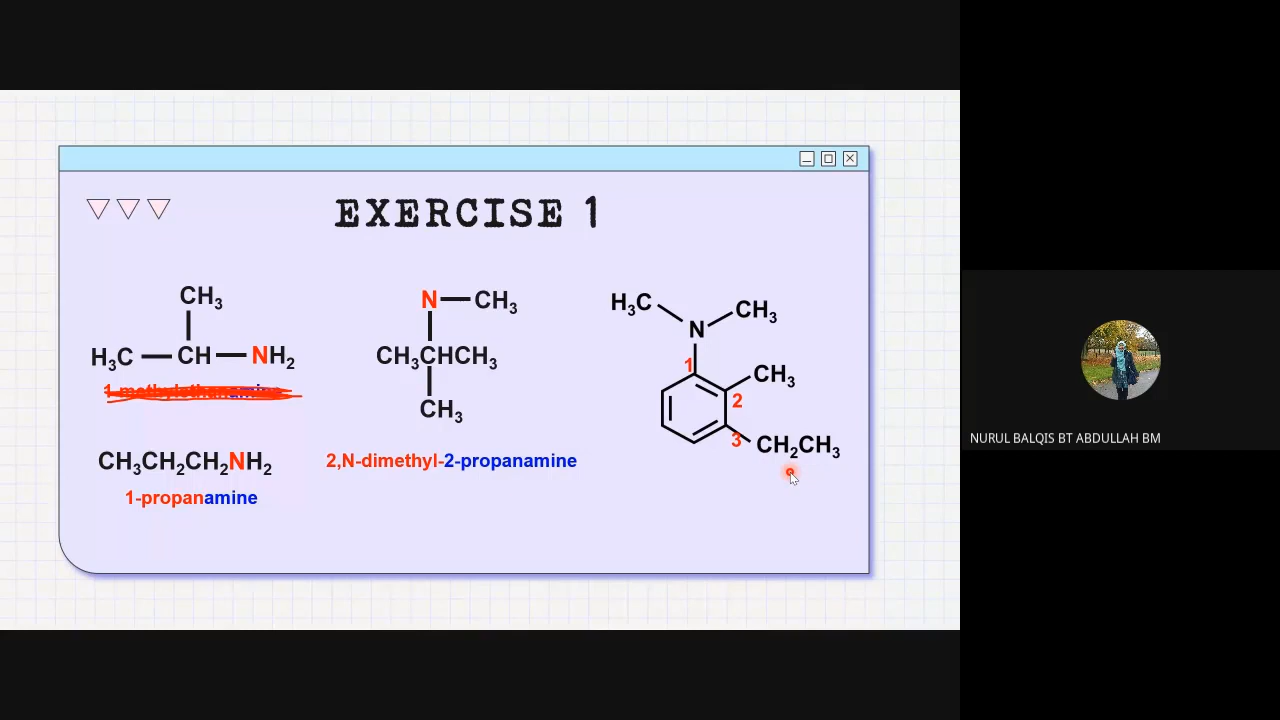 EXERCISE 1
CH3
H3C CH NH2
CH3CH2CH2NH2
1-propanamine
N CH3
CH3CHCH3
CH3
2,N-dimethyl-2-propanamine
H3C CH3
N
1
CH3
2
3
CH2CH3
NURUL BALQIS BT ABDULLAH BM